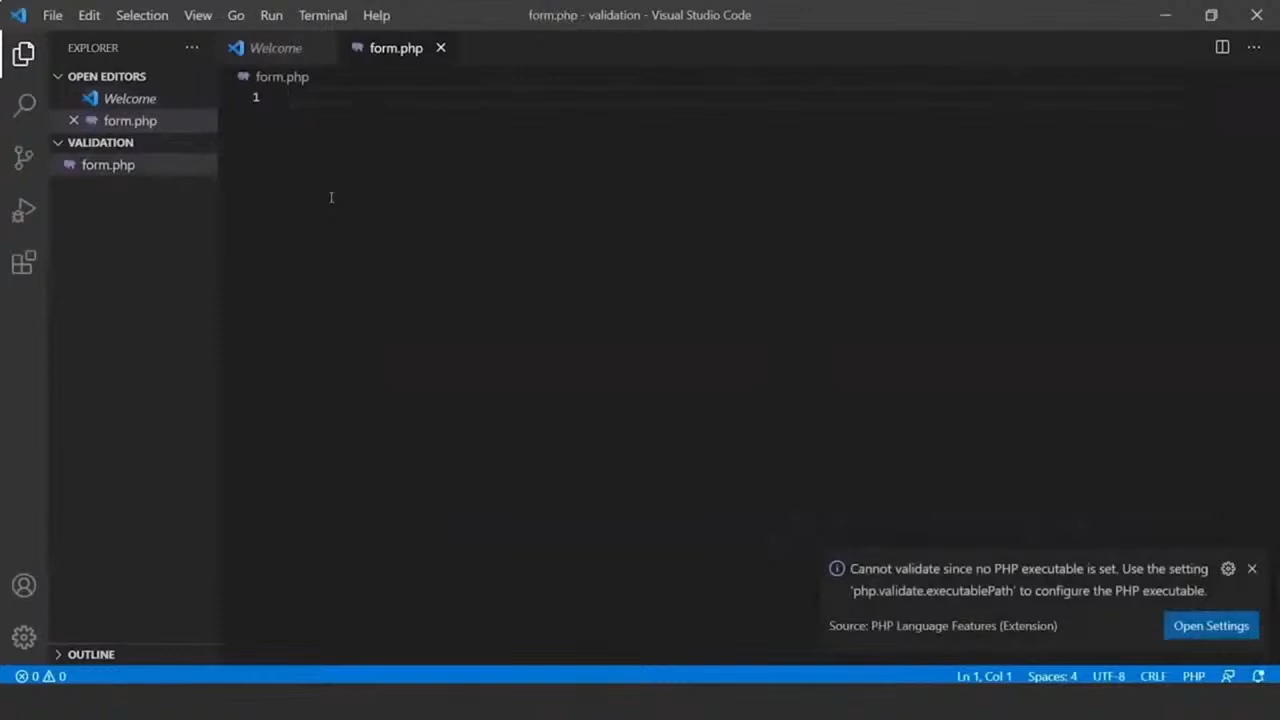 File Edit Selection View Go Run Terminal Help
form.php - validation - Visual Studio Code
EXPLORER
OPEN EDITORS
Welcome
form.php
VALIDATION
form.php
OUTLINE
Welcome
form.php
form.php
1
Cannot validate since no PHP executable is set. Use the setting
'php.validate.executablePath' to configure the PHP executable.
Source: PHP Language Features (Extension)
Open Settings
0 0
Ln 1, Col 1 Spaces: 4 UTF-8 CRLF PHP